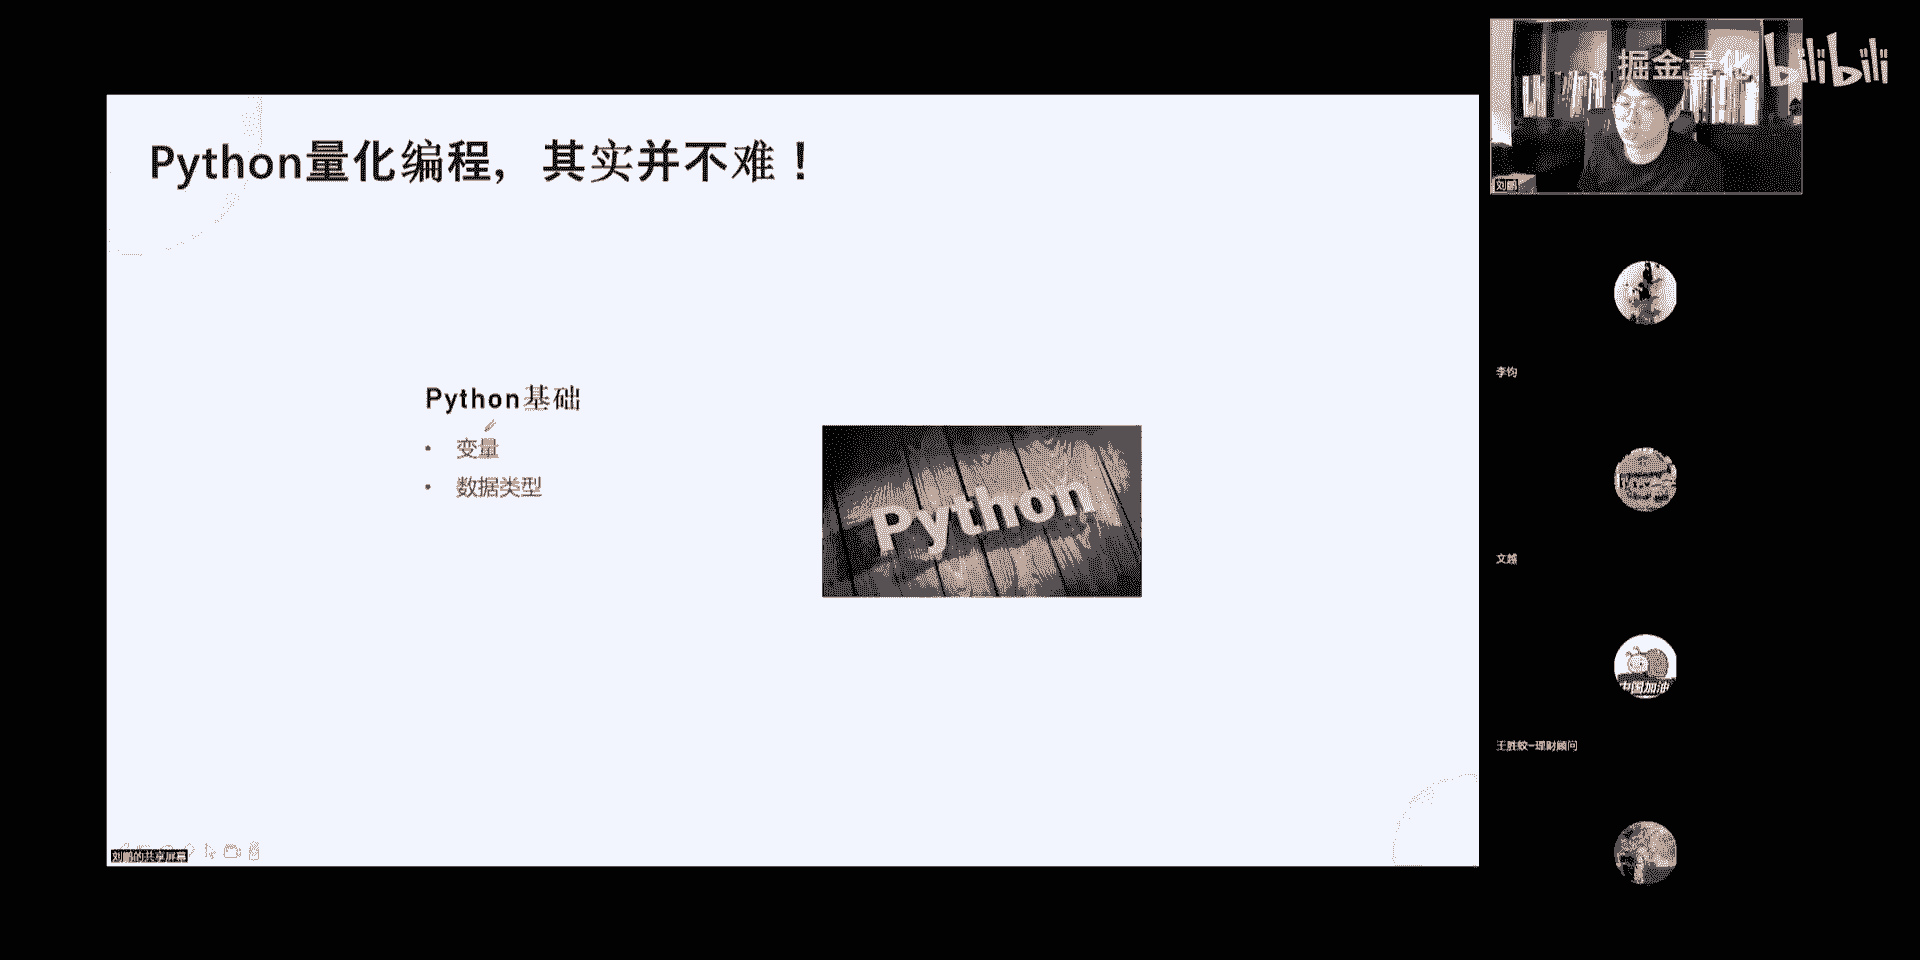 Python量化编程，其实并不难！
Python基础
• 变量
• 数据类型
Python
刘鹏的共享屏幕
掘金量化 bilibili
刘鹏
李钧
文越
中国加油
王胜蛟-理财顾问